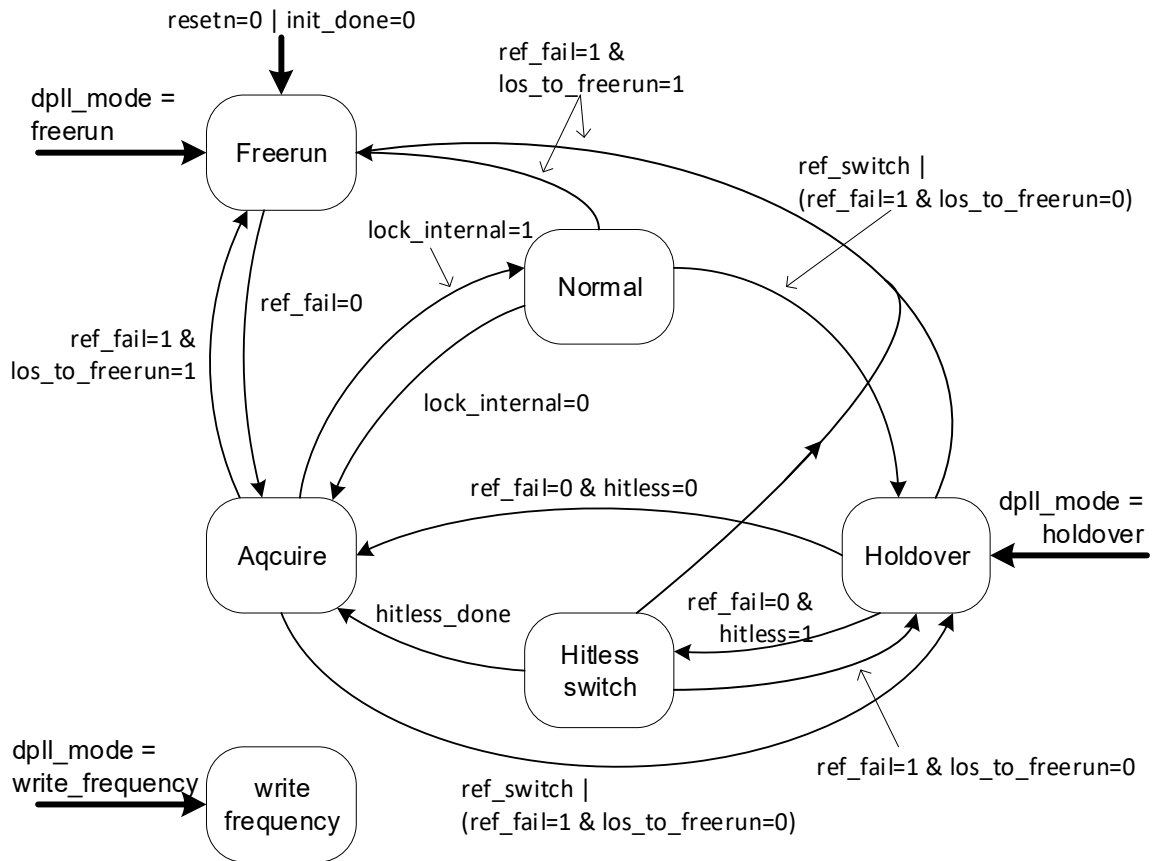 resetn=0 | init_done=0
ref_fail=1 &
los_to_freerun=1
dpll_mode =
freerun
Freerun
ref_switch |
(ref_fail=1 & los_to_freerun=0)
lock_internal=1
Normal
ref_fail=0
ref_fail=1 &
los_to_freerun=1
lock_internal=0
ref_fail=0 & hitless=0
dpll_mode =
holdover
Aqcuire
Holdover
hitless_done
ref_fail=0 &
hitless=1
Hitless
switch
dpll_mode =
write_frequency
write
frequency
ref_fail=1 & los_to_freerun=0
ref_switch |
(ref_fail=1 & los_to_freerun=0)